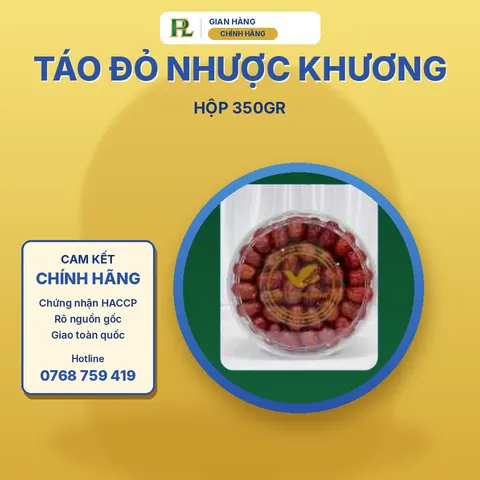 PL
GIAN HÀNG
CHÍNH HÃNG
TÁO ĐỎ NHƯỢC KHƯƠNG
HỘP 350GR
CAM KẾT
CHÍNH HÃNG
Chứng nhận HACCP
Rõ nguồn gốc
Giao toàn quốc
Hotline
0768 759 419